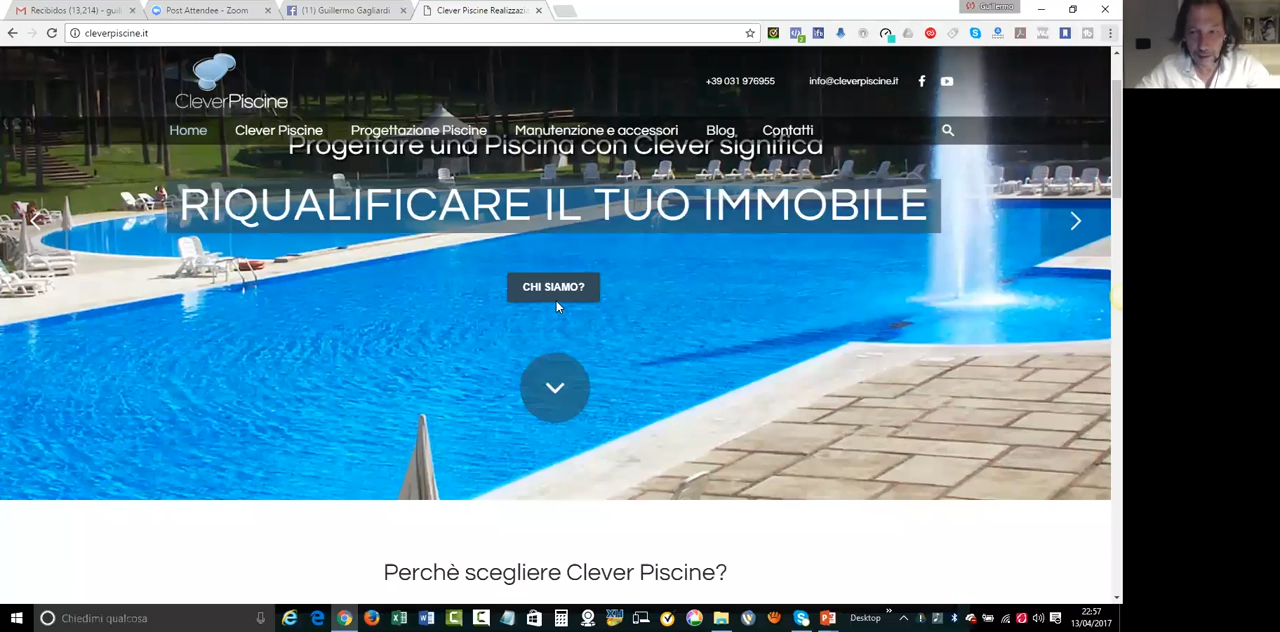 Recibidos (13,214) - gui
Post Attendee - Zoom
(11) Guillermo Gagliardi
Clever Piscine Realizzazi
Guillermo
cleverpiscine.it
CleverPiscine
+39 031 976955
info@cleverpiscine.it
Home
Clever Piscine
Progettazione Piscine
Manutenzione e accessori
Blog
Contatti
Progettare una Piscina con Clever significa
RIQUALIFICARE IL TUO IMMOBILE
CHI SIAMO?
Perchè scegliere Clever Piscine?
Chiedimi qualcosa
Desktop
22:57
13/04/2017